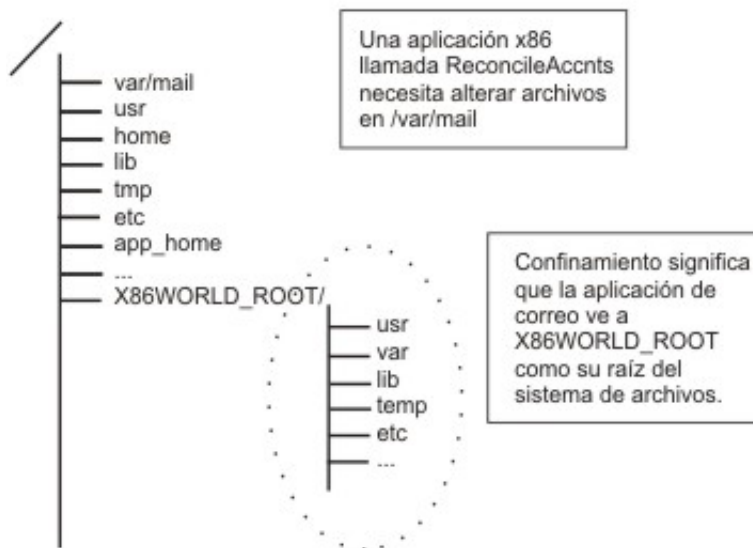 Una aplicación x86
llamada ReconcileAccnts
necesita alterar archivos
en /var/mail
var/mail
usr
home
lib
tmp
etc
app_home
...
X86WORLD_ROOT/
usr
var
lib
temp
etc
...
Confinamiento significa
que la aplicación de
correo ve a
X86WORLD_ROOT
como su raíz del
sistema de archivos.